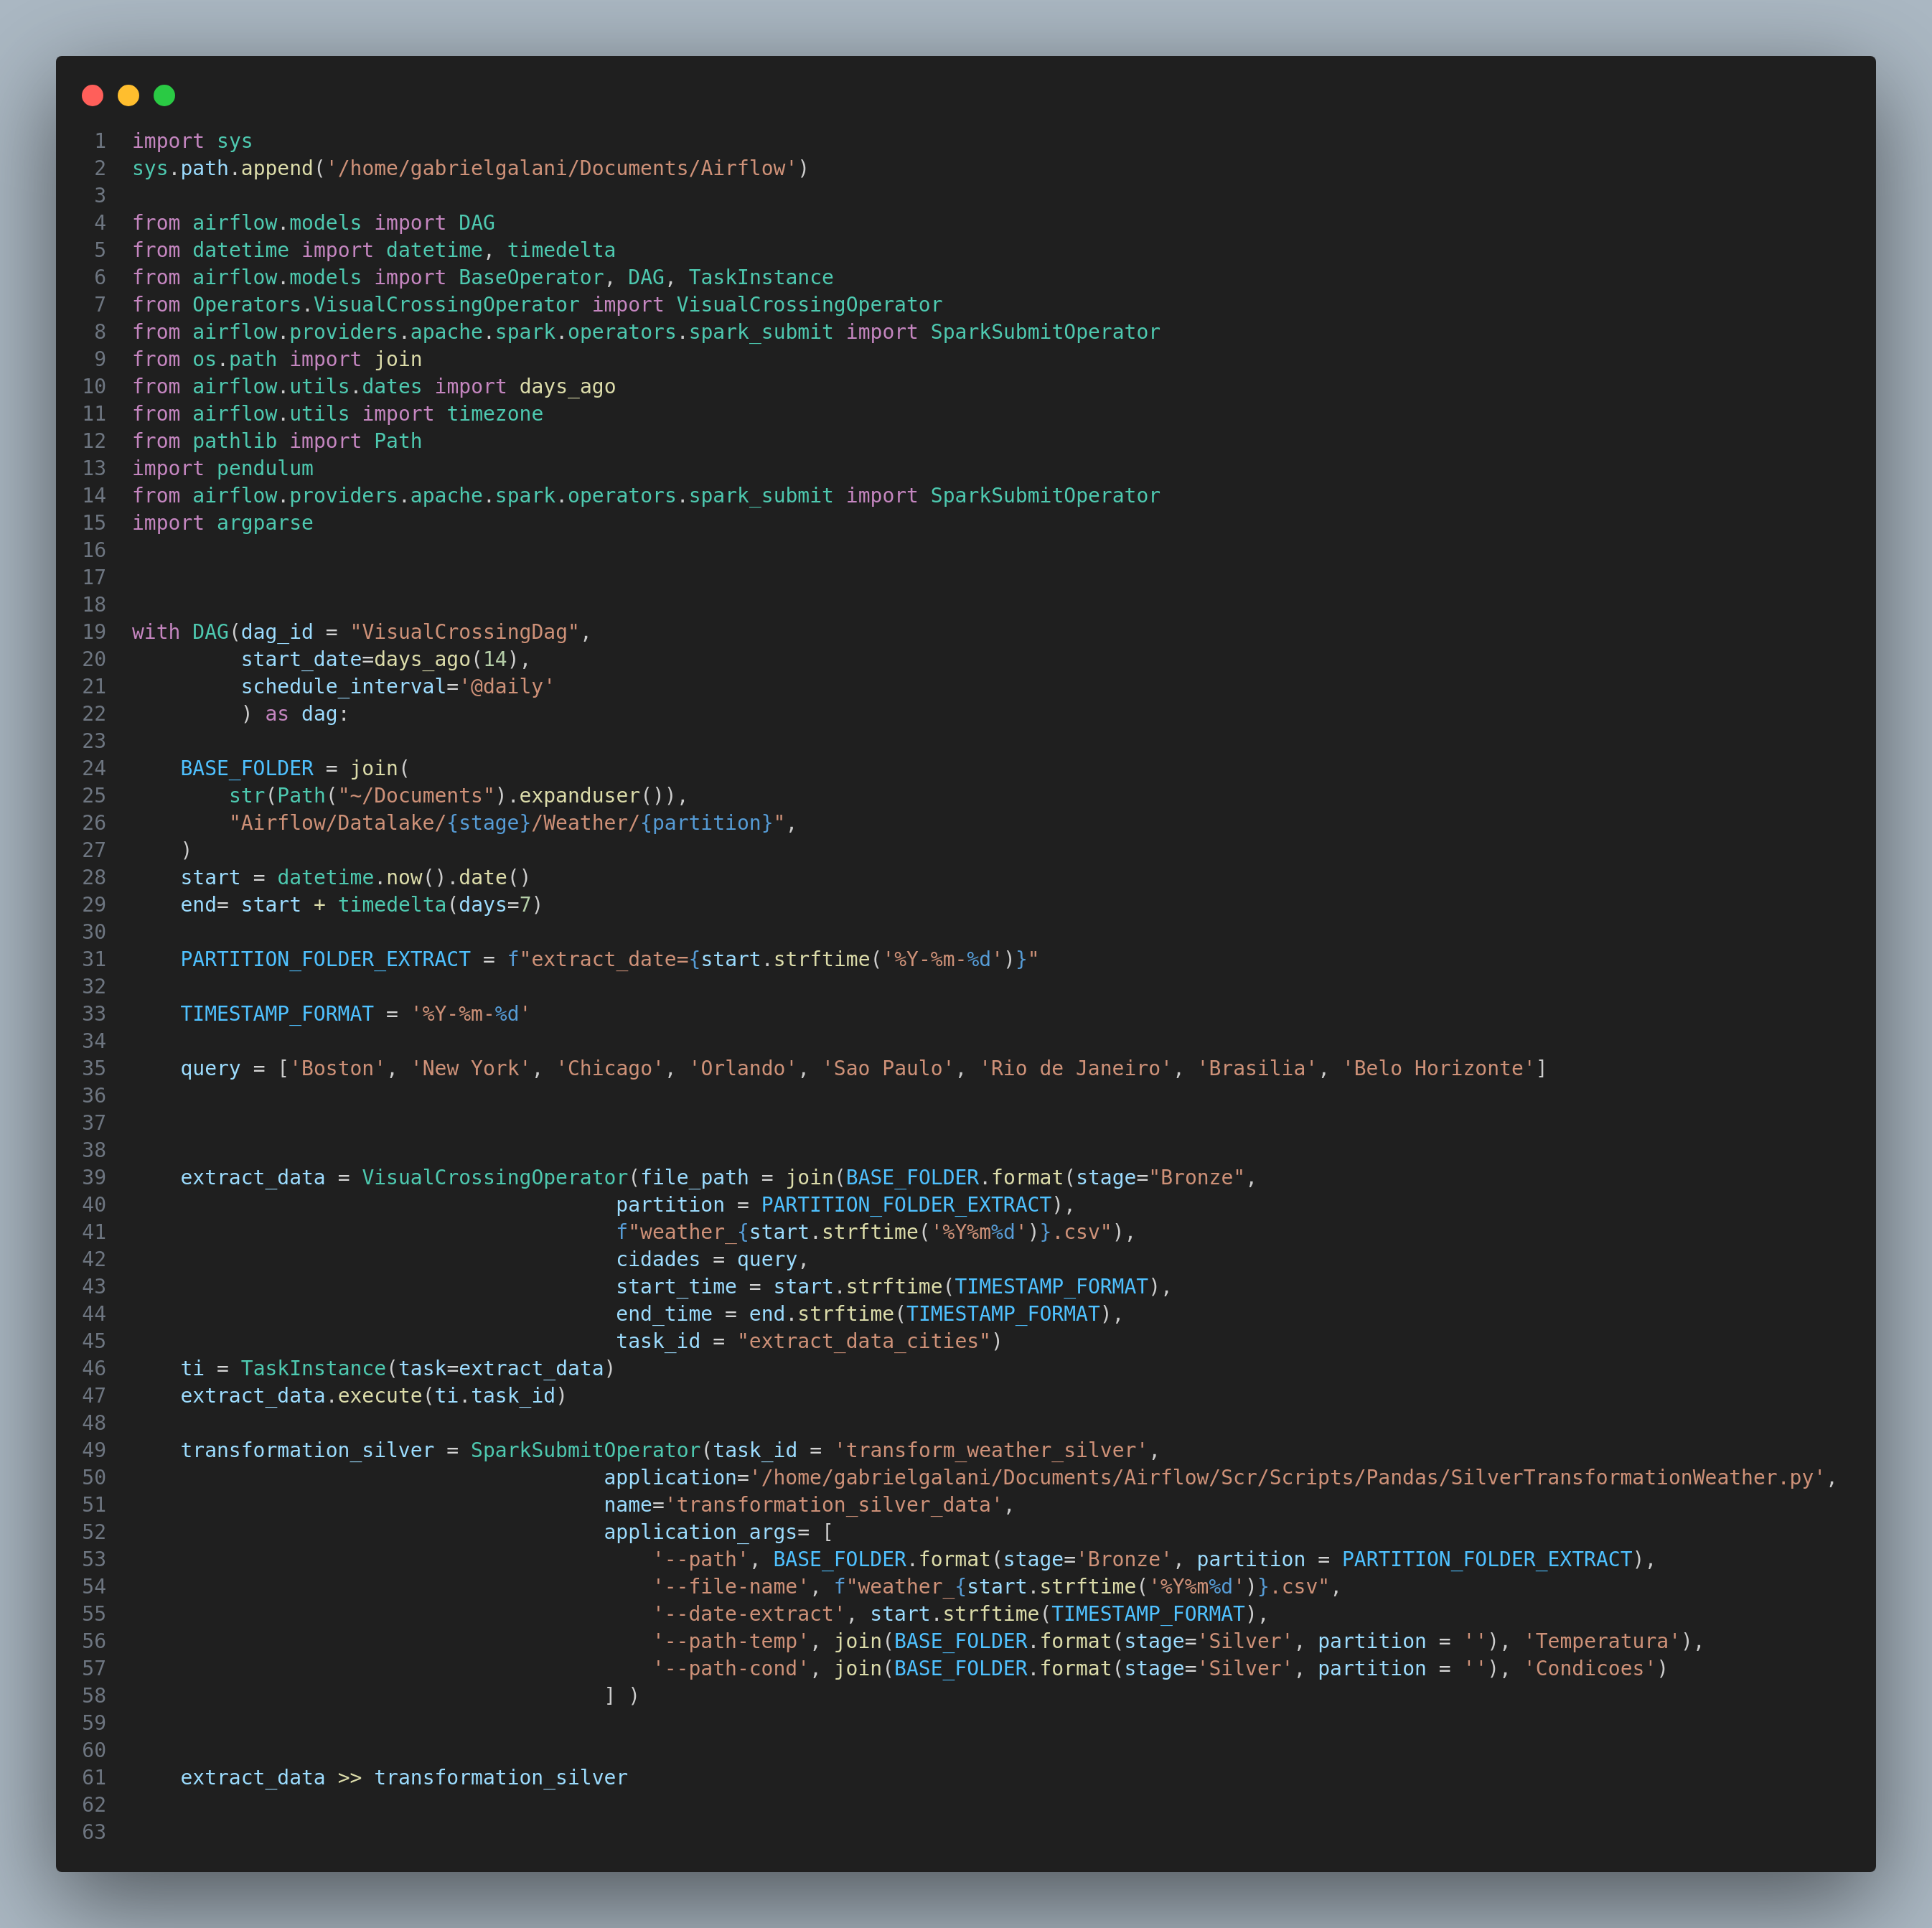 1 import sys
2 sys.path.append('/home/gabrielgalani/Documents/Airflow')
3
4 from airflow.models import DAG
5 from datetime import datetime, timedelta
6 from airflow.models import BaseOperator, DAG, TaskInstance
7 from Operators.VisualCrossingOperator import VisualCrossingOperator
8 from airflow.providers.apache.spark.operators.spark_submit import SparkSubmitOperator
9 from os.path import join
10 from airflow.utils.dates import days_ago
11 from airflow.utils import timezone
12 from pathlib import Path
13 import pendulum
14 from airflow.providers.apache.spark.operators.spark_submit import SparkSubmitOperator
15 import argparse
16
17
18
19 with DAG(dag_id = "VisualCrossingDag",
20          start_date=days_ago(14),
21          schedule_interval='@daily'
22          ) as dag:
23
24     BASE_FOLDER = join(
25         str(Path("~/Documents").expanduser()),
26         "Airflow/Datalake/{stage}/Weather/{partition}",
27     )
28     start = datetime.now().date()
29     end= start + timedelta(days=7)
30
31     PARTITION_FOLDER_EXTRACT = f"extract_date={start.strftime('%Y-%m-%d')}"
32
33     TIMESTAMP_FORMAT = '%Y-%m-%d'
34
35     query = ['Boston', 'New York', 'Chicago', 'Orlando', 'Sao Paulo', 'Rio de Janeiro', 'Brasilia', 'Belo Horizonte']
36
37
38
39     extract_data = VisualCrossingOperator(file_path = join(BASE_FOLDER.format(stage="Bronze",
40                                         partition = PARTITION_FOLDER_EXTRACT),
41                                         f"weather_{start.strftime('%Y%m%d')}.csv"),
42                                         cidades = query,
43                                         start_time = start.strftime(TIMESTAMP_FORMAT),
44                                         end_time = end.strftime(TIMESTAMP_FORMAT),
45                                         task_id = "extract_data_cities")
46     ti = TaskInstance(task=extract_data)
47     extract_data.execute(ti.task_id)
48
49     transformation_silver = SparkSubmitOperator(task_id = 'transform_weather_silver',
50                                        application='/home/gabrielgalani/Documents/Airflow/Scr/Scripts/Pandas/SilverTransformationWeather.py',
51                                        name='transformation_silver_data',
52                                        application_args= [
53                                            '--path', BASE_FOLDER.format(stage='Bronze', partition = PARTITION_FOLDER_EXTRACT),
54                                            '--file-name', f"weather_{start.strftime('%Y%m%d')}.csv",
55                                            '--date-extract', start.strftime(TIMESTAMP_FORMAT),
56                                            '--path-temp', join(BASE_FOLDER.format(stage='Silver', partition = ''), 'Temperatura'),
57                                            '--path-cond', join(BASE_FOLDER.format(stage='Silver', partition = ''), 'Condicoes')
58                                        ] )
59
60
61     extract_data >> transformation_silver
62
63